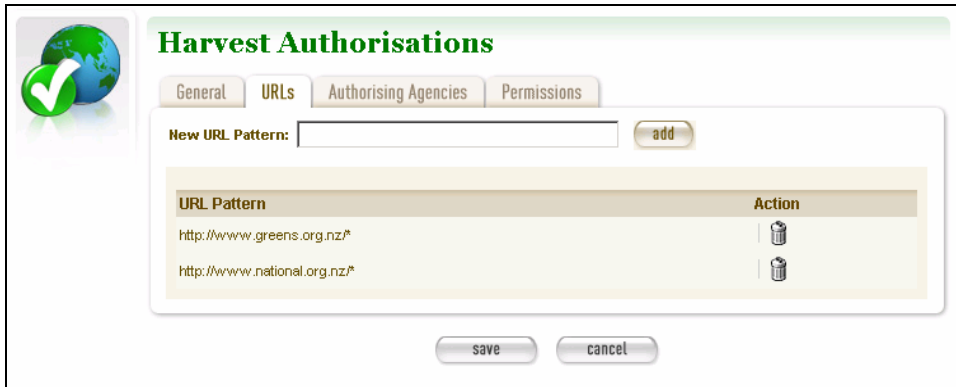 Harvest Authorisations
General URLs Authorising Agencies Permissions
New URL Pattern: add
URL Pattern Action
http://www.greens.org.nz/*
http://www.national.org.nz/*
save cancel